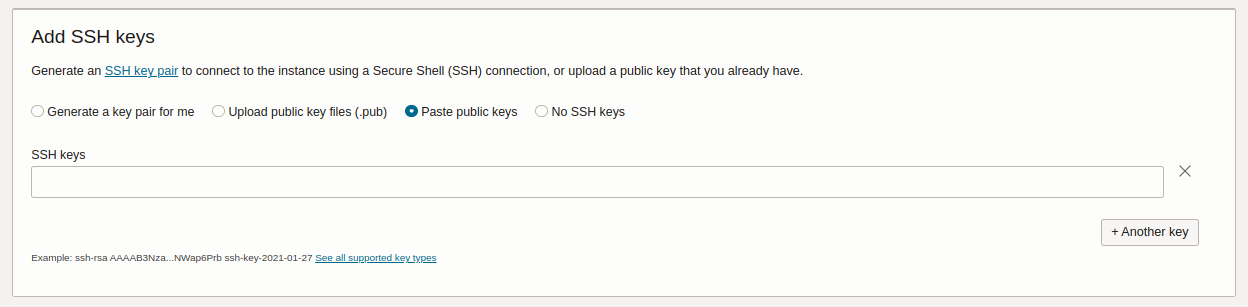 Add SSH keys
Generate an SSH key pair to connect to the instance using a Secure Shell (SSH) connection, or upload a public key that you already have.
Generate a key pair for me Upload public key files (.pub) Paste public keys No SSH keys
SSH keys
+ Another key
Example: ssh-rsa AAAAB3Nza...NWap6Prb ssh-key-2021-01-27 See all supported key types